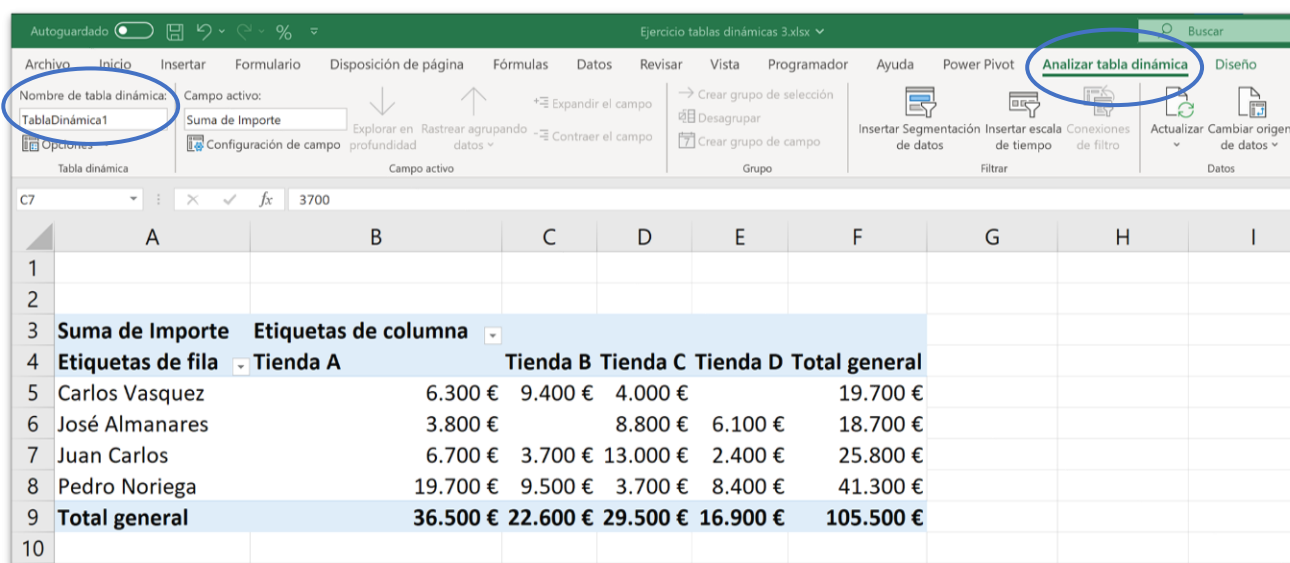 Autoguardado % Ejercicio tablas dinámicas 3.xlsx Buscar
Archivo Inicio Insertar Formulario Disposición de página Fórmulas Datos Revisar Vista Programador Ayuda Power Pivot Analizar tabla dinámica Diseño
Nombre de tabla dinámica: Campo activo:
TablaDinámica1 Suma de Importe
Opciones Configuración de campo
Explorar en profundidad
Rastrear agrupando datos
Expandir el campo
Contraer el campo
Crear grupo de selección
Desagrupar
Crear grupo de campo
Insertar Segmentación de datos
Insertar escala de tiempo
Conexiones de filtro
Actualizar
Cambiar origen de datos
Tabla dinámica Campo activo Grupo Filtrar Datos
C7 fx 3700
A B C D E F G H I
1
2
3 Suma de Importe Etiquetas de columna
4 Etiquetas de fila Tienda A Tienda B Tienda C Tienda D Total general
5 Carlos Vasquez 6.300 € 9.400 € 4.000 € 19.700 €
6 José Almanares 3.800 € 8.800 € 6.100 € 18.700 €
7 Juan Carlos 6.700 € 3.700 € 13.000 € 2.400 € 25.800 €
8 Pedro Noriega 19.700 € 9.500 € 3.700 € 8.400 € 41.300 €
9 Total general 36.500 € 22.600 € 29.500 € 16.900 € 105.500 €
10